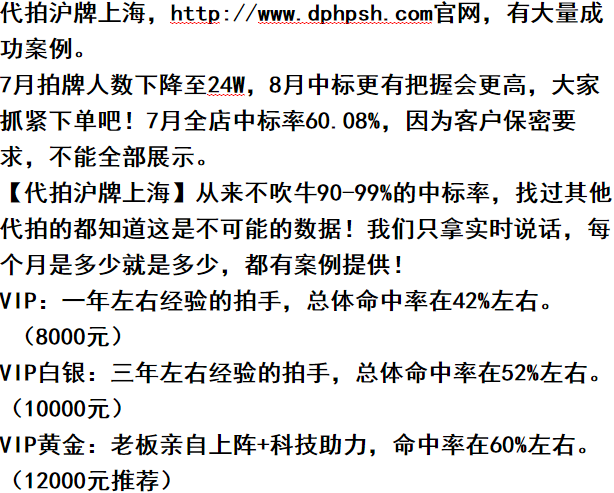 代拍沪牌上海，http://www.dphpsh.com官网，有大量成
功案例。
7月拍牌人数下降至24W，8月中标更有把握会更高，大家
抓紧下单吧！7月全店中标率60.08%，因为客户保密要
求，不能全部展示。
【代拍沪牌上海】从来不吹牛90-99%的中标率，找过其他
代拍的都知道这是不可能的数据！我们只拿实时说话，每
个月是多少就是多少，都有案例提供！
VIP：一年左右经验的拍手，总体命中率在42%左右。
（8000元）
VIP白银：三年左右经验的拍手，总体命中率在52%左右。
（10000元）
VIP黄金：老板亲自上阵+科技助力，命中率在60%左右。
（12000元推荐）